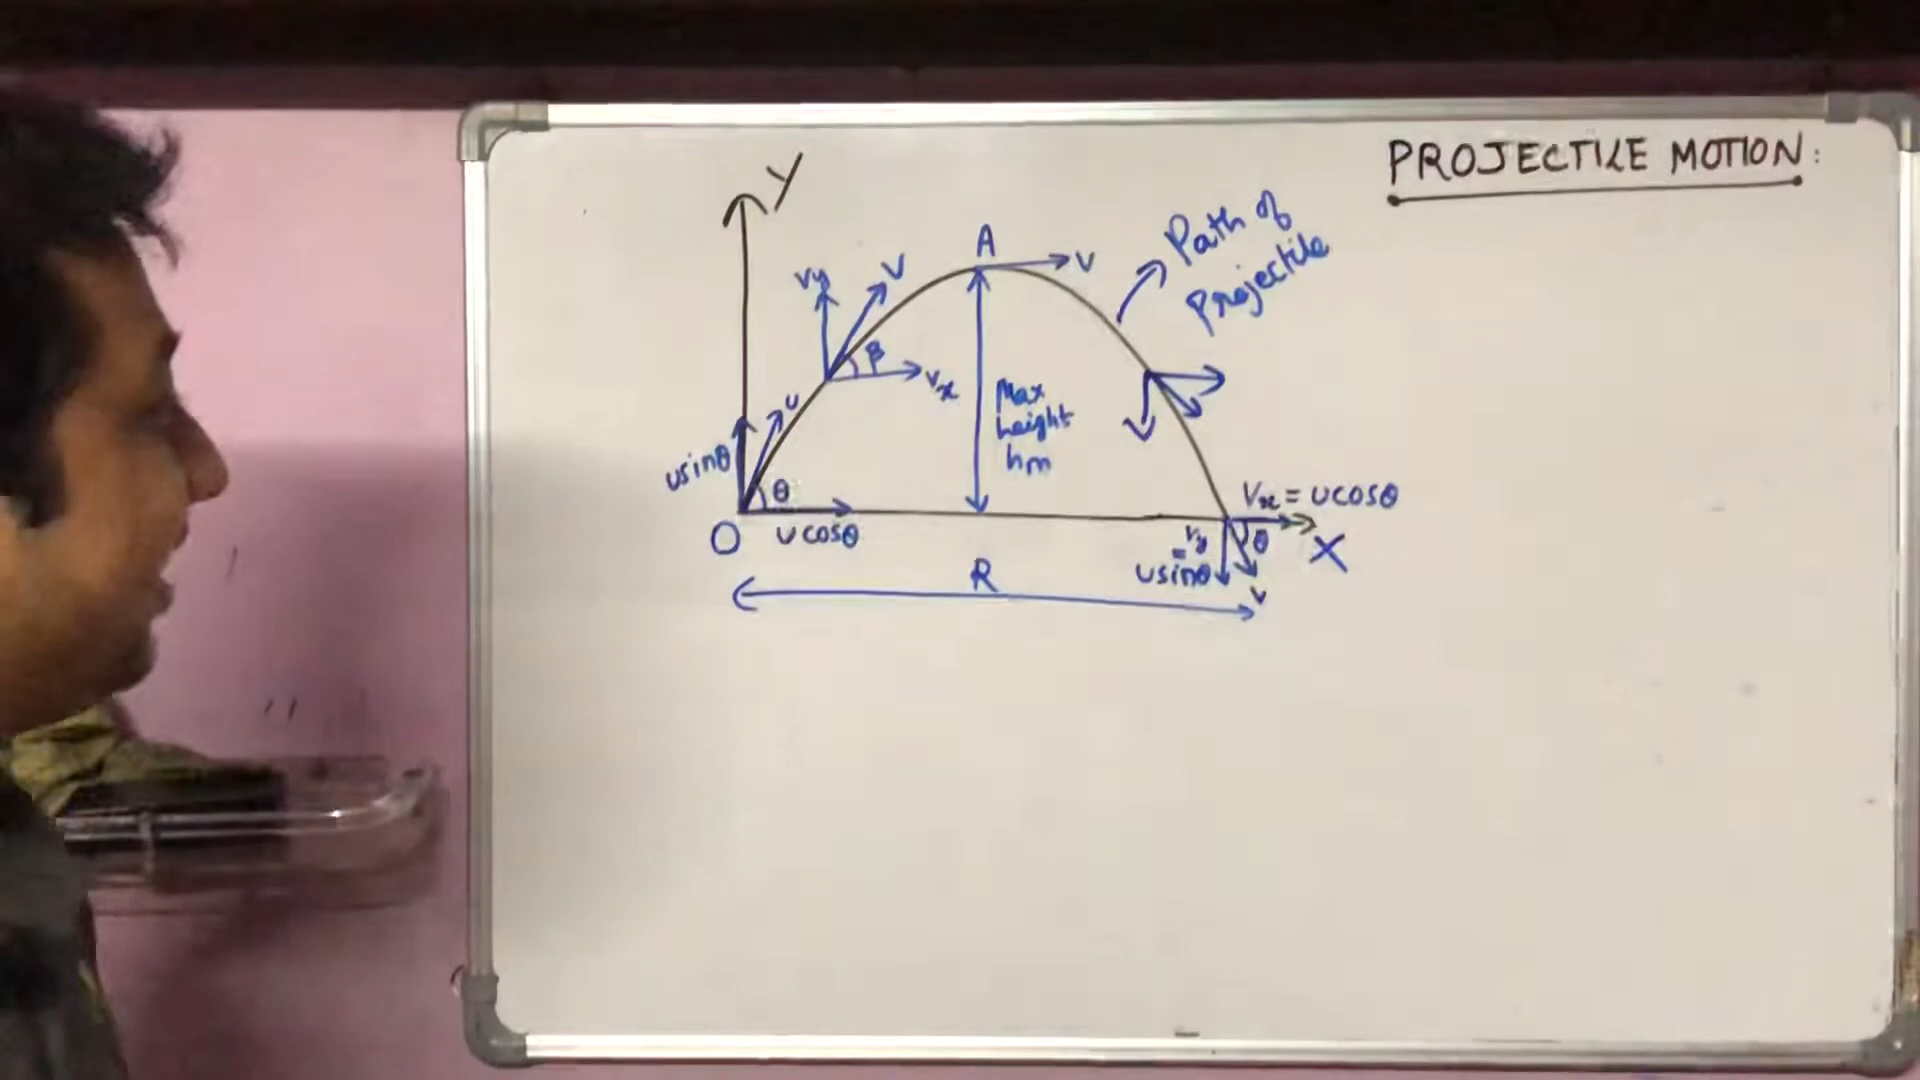 PROJECTILE MOTION:
Y
A
V
Path of
Projectile
Vy
V
β
Vx
Max
height
hm
u
usinθ
θ
O
ucosθ
Vx = ucosθ
Vy
=
usinθ
θ
X
V
R